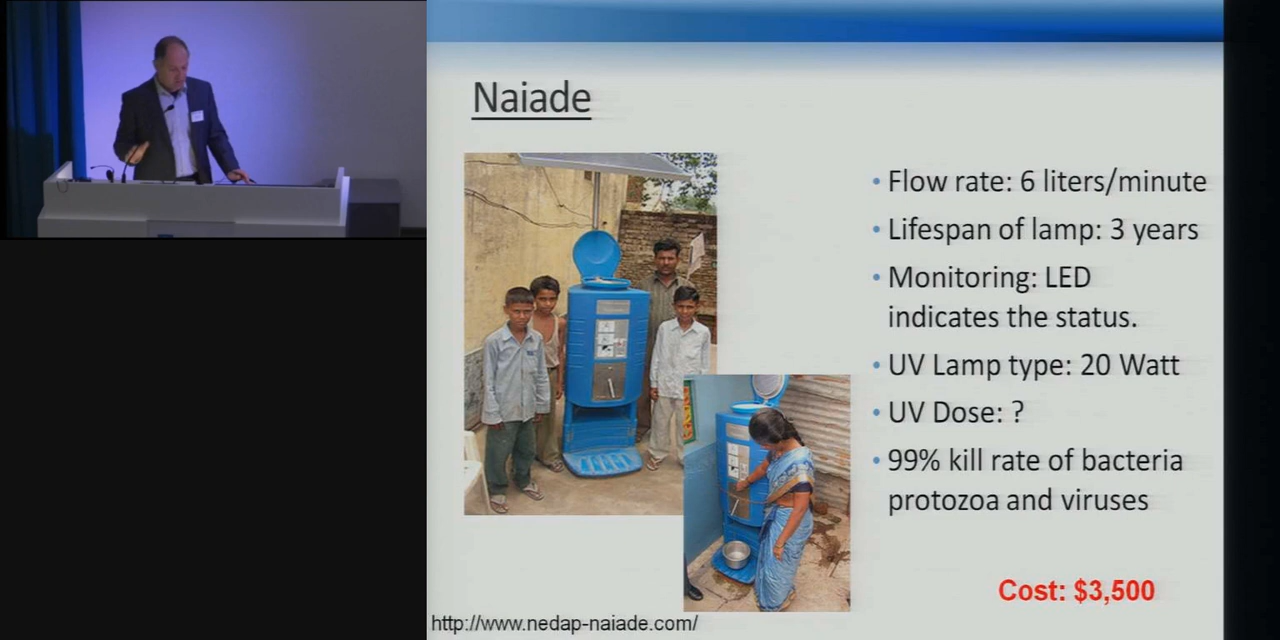 Naiade
• Flow rate: 6 liters/minute
• Lifespan of lamp: 3 years
• Monitoring: LED
indicates the status.
• UV Lamp type: 20 Watt
• UV Dose: ?
• 99% kill rate of bacteria
protozoa and viruses
Cost: $3,500
http://www.nedap-naiade.com/